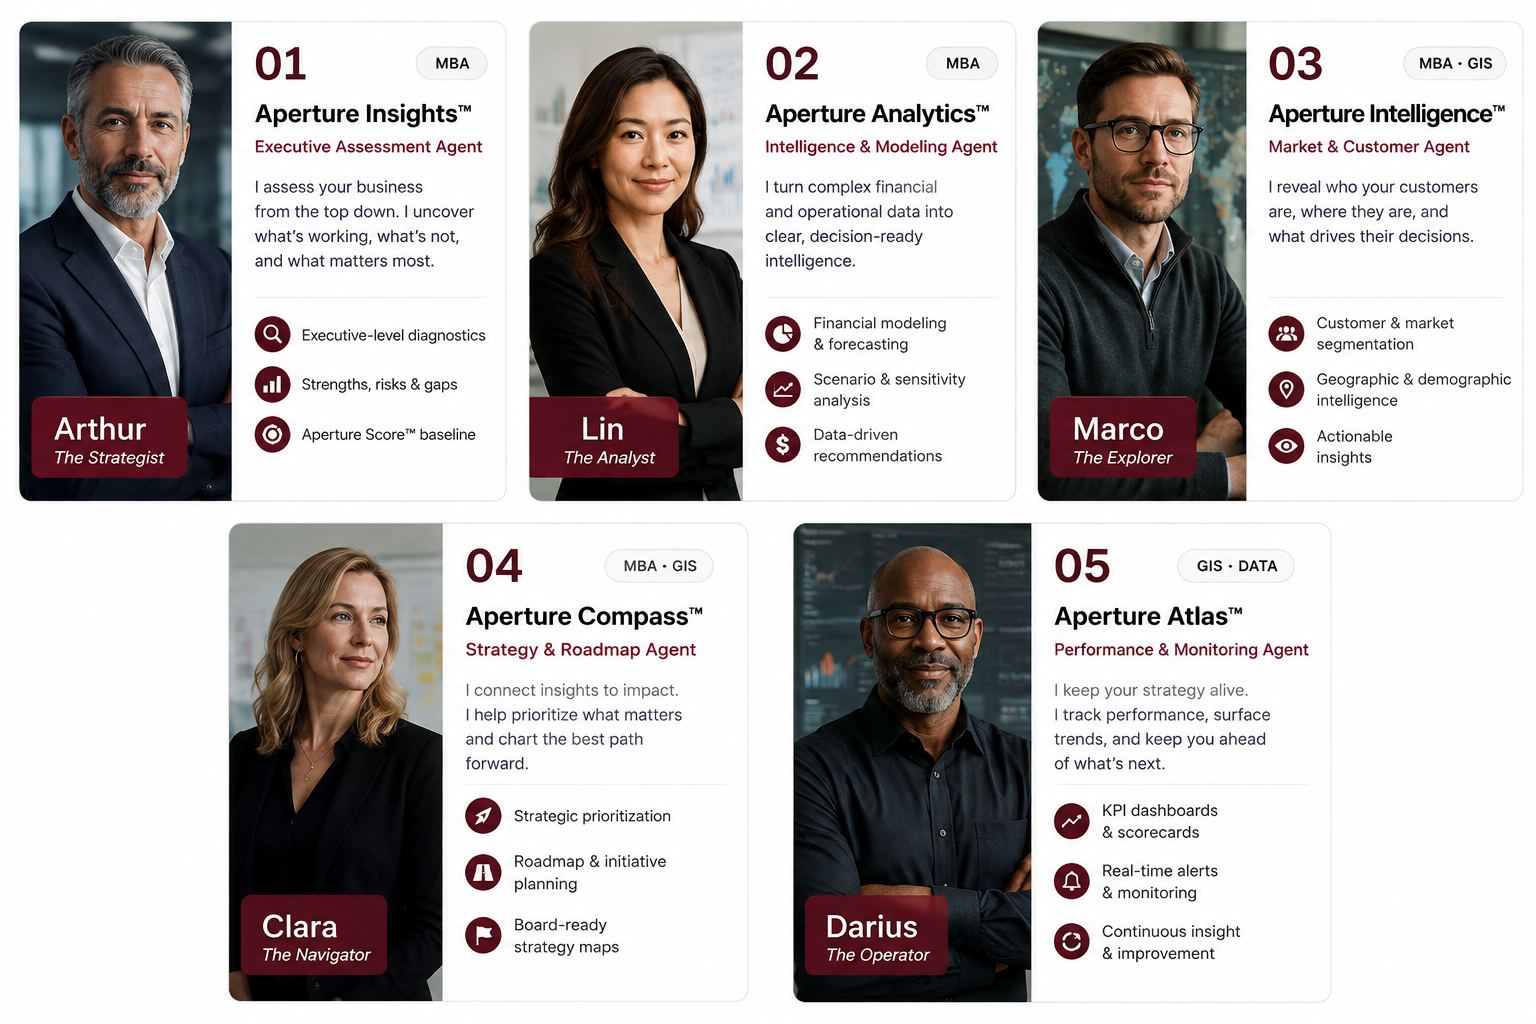 01
MBA
Aperture Insights™
Executive Assessment Agent
I assess your business
from the top down. I uncover
what's working, what's not,
and what matters most.
Executive-level diagnostics
Strengths, risks & gaps
Aperture Score™ baseline
Arthur
The Strategist
02
MBA
Aperture Analytics™
Intelligence & Modeling Agent
I turn complex financial
and operational data into
clear, decision-ready
intelligence.
Financial modeling
& forecasting
Scenario & sensitivity
analysis
Data-driven
recommendations
Lin
The Analyst
03
MBA • GIS
Aperture Intelligence™
Market & Customer Agent
I reveal who your customers
are, where they are, and
what drives their decisions.
Customer & market
segmentation
Geographic & demographic
intelligence
Actionable
insights
Marco
The Explorer
04
MBA • GIS
Aperture Compass™
Strategy & Roadmap Agent
I connect insights to impact.
I help prioritize what matters
and chart the best path
forward.
Strategic prioritization
Roadmap & initiative
planning
Board-ready
strategy maps
Clara
The Navigator
05
GIS • DATA
Aperture Atlas™
Performance & Monitoring Agent
I keep your strategy alive.
I track performance, surface
trends, and keep you ahead
of what's next.
KPI dashboards
& scorecards
Real-time alerts
& monitoring
Continuous insight
& improvement
Darius
The Operator